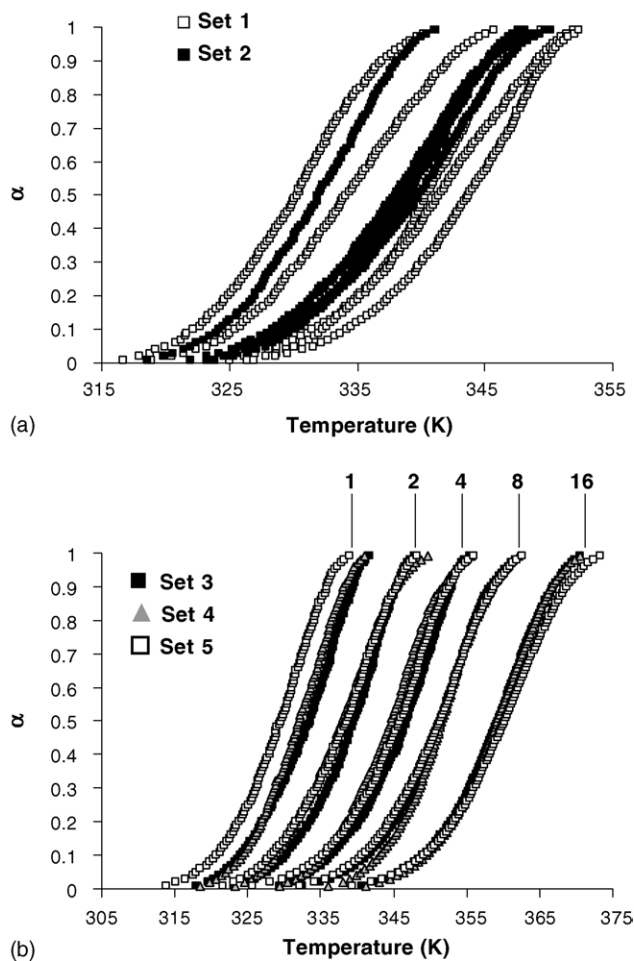 Set 1
Set 2
1
0.9
0.8
0.7
0.6
0.5
0.4
0.3
0.2
0.1
0
α
315 325 335 345 355
(a) Temperature (K)
1 2 4 8 16
Set 3
Set 4
Set 5
1
0.9
0.8
0.7
0.6
0.5
0.4
0.3
0.2
0.1
0
α
305 315 325 335 345 355 365 375
(b) Temperature (K)